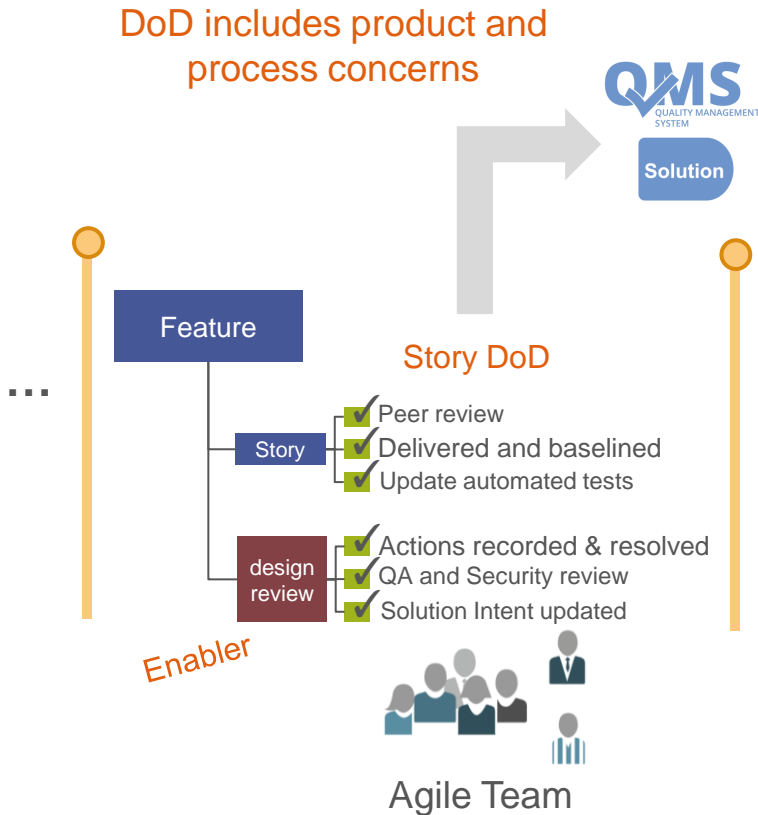 DoD includes product and
process concerns
QMS
QUALITY MANAGEMENT
SYSTEM
Solution
Feature
Story DoD
...
Story
Peer review
Delivered and baselined
Update automated tests
design
review
Actions recorded & resolved
QA and Security review
Solution Intent updated
Enabler
Agile Team